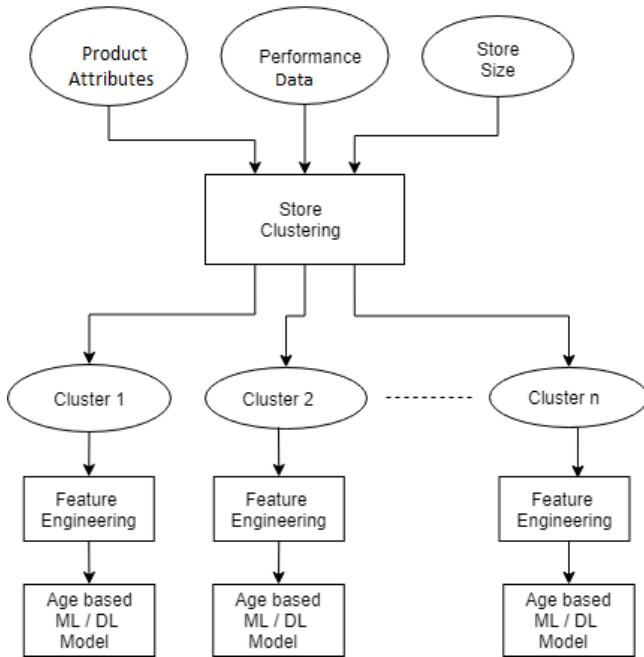 Product
Attributes
Performance
Data
Store
Size
Store
Clustering
Cluster 1
Cluster 2
Cluster n
Feature
Engineering
Feature
Engineering
Feature
Engineering
Age based
ML / DL
Model
Age based
ML / DL
Model
Age based
ML / DL
Model